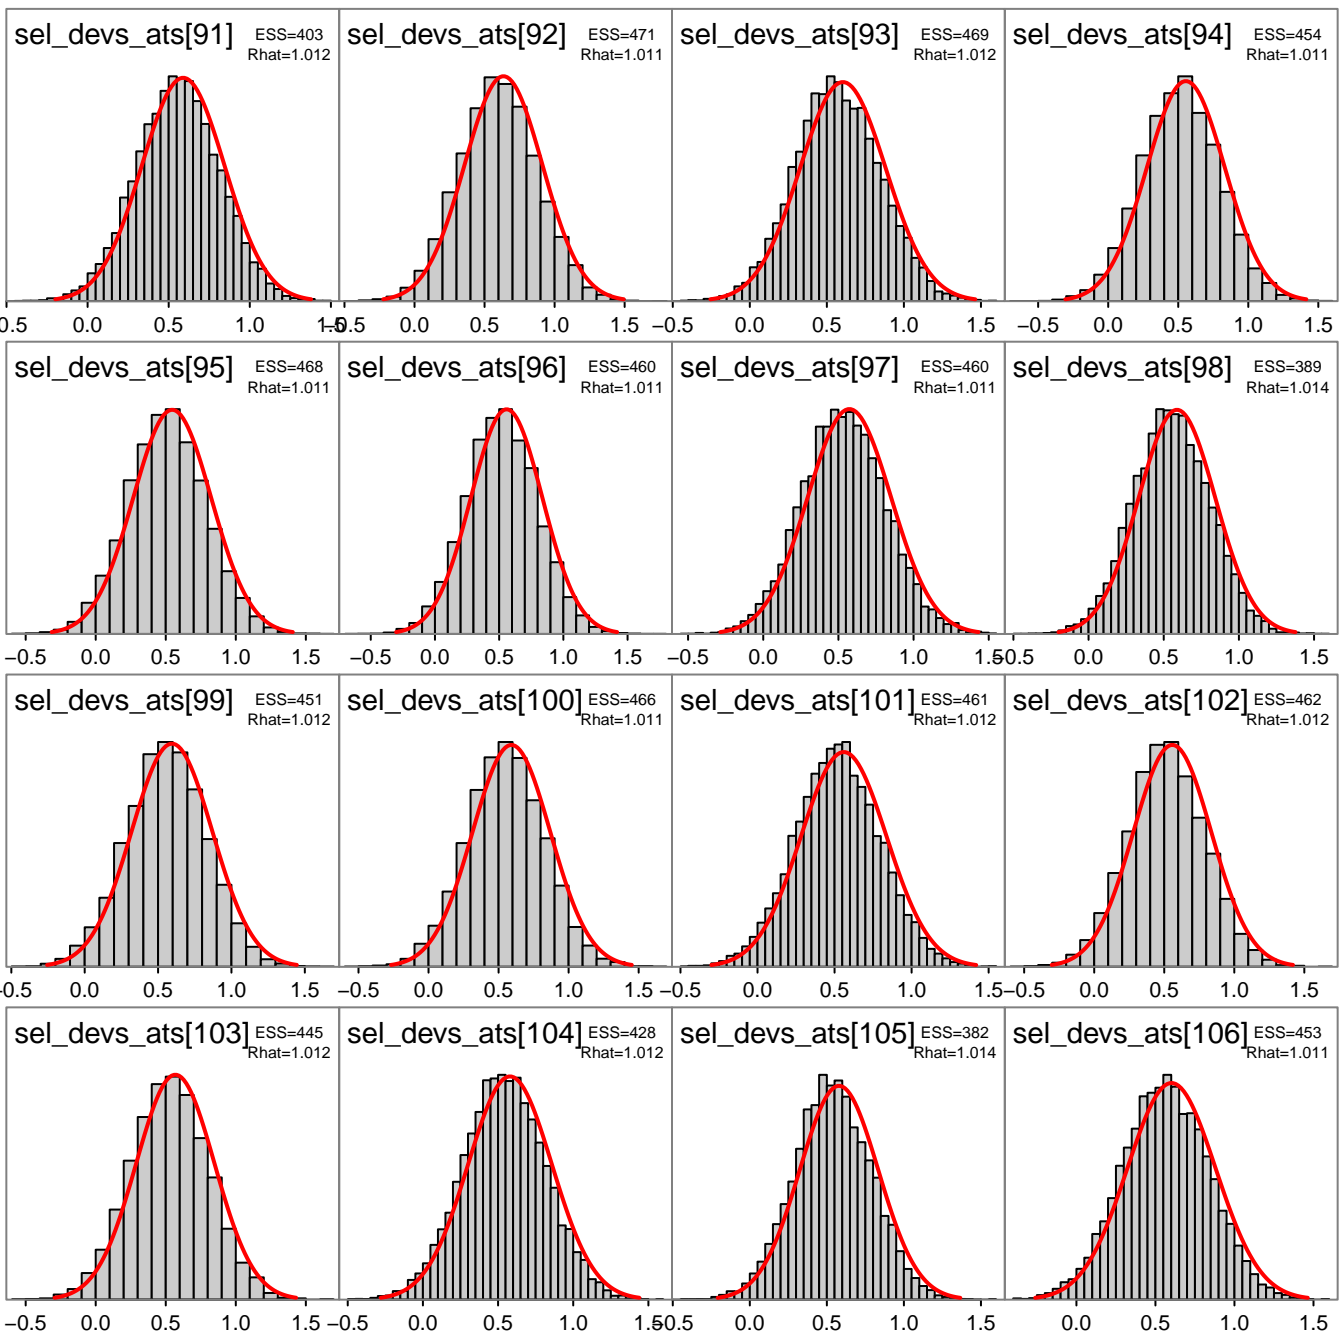 sel_devs_ats[91] ESS=403
Rhat=1.012
sel_devs_ats[92] ESS=471
Rhat=1.011
sel_devs_ats[93] ESS=469
Rhat=1.012
sel_devs_ats[94] ESS=454
Rhat=1.011
0.5 0.0 0.5 1.0 1.5
−0.5 0.0 0.5 1.0
−0.5 0.0 0.5 1.0 1.5
−0.5 0.0 0.5 1.0 1.5
sel_devs_ats[95] ESS=468
Rhat=1.011
sel_devs_ats[96] ESS=460
Rhat=1.011
sel_devs_ats[97] ESS=460
Rhat=1.011
sel_devs_ats[98] ESS=389
Rhat=1.014
−0.5 0.0 0.5 1.0 1.5
−0.5 0.0 0.5 1.0 1.5
0.0 0.5 1.0 1.5
−0.5 0.0 0.5 1.0 1.5
sel_devs_ats[99] ESS=451
Rhat=1.012
sel_devs_ats[100] ESS=466
Rhat=1.011
sel_devs_ats[101] ESS=461
Rhat=1.012
sel_devs_ats[102] ESS=462
Rhat=1.012
−0.5 0.0 0.5 1.0 1.5
−0.5 0.0 0.5 1.0 1.5
0.0 0.5 1.0 1.5
−0.5 0.0 0.5 1.0 1.5
sel_devs_ats[103] ESS=445
Rhat=1.012
sel_devs_ats[104] ESS=428
Rhat=1.012
sel_devs_ats[105] ESS=382
Rhat=1.014
sel_devs_ats[106] ESS=453
Rhat=1.011
−0.5 0.0 0.5 1.0 1.5
−0.5 0.0 0.5 1.0 1.5
0.0 0.5 1.0 1.5
0.0 0.5 1.0 1.5